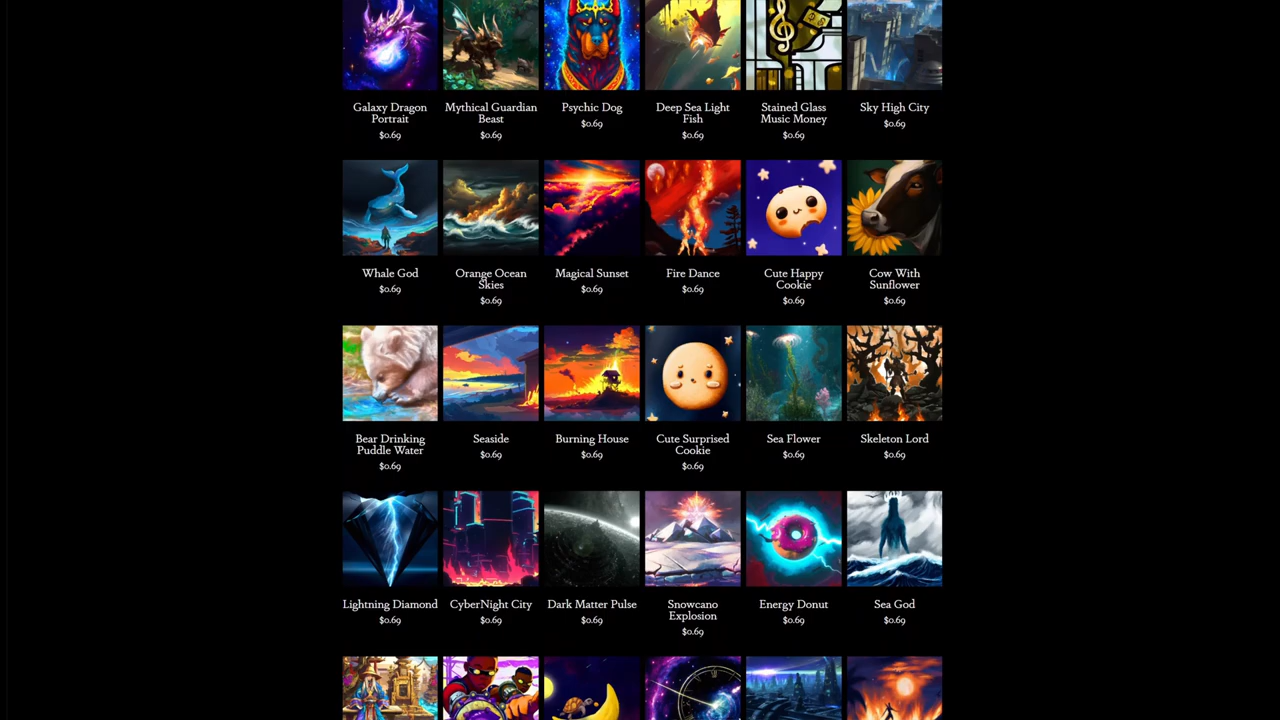 Galaxy Dragon
Portrait
$0.69
Mythical Guardian
Beast
$0.69
Psychic Dog
$0.69
Deep Sea Light
Fish
$0.69
Stained Glass
Music Money
$0.69
Sky High City
$0.69
Whale God
$0.69
Orange Ocean
Skies
$0.69
Magical Sunset
$0.69
Fire Dance
$0.69
Cute Happy
Cookie
$0.69
Cow With
Sunflower
$0.69
Bear Drinking
Puddle Water
$0.69
Seaside
$0.69
Burning House
$0.69
Cute Surprised
Cookie
$0.69
Sea Flower
$0.69
Skeleton Lord
$0.69
Lightning Diamond
$0.69
CyberNight City
$0.69
Dark Matter Pulse
$0.69
Snowcano
Explosion
$0.69
Energy Donut
$0.69
Sea God
$0.69